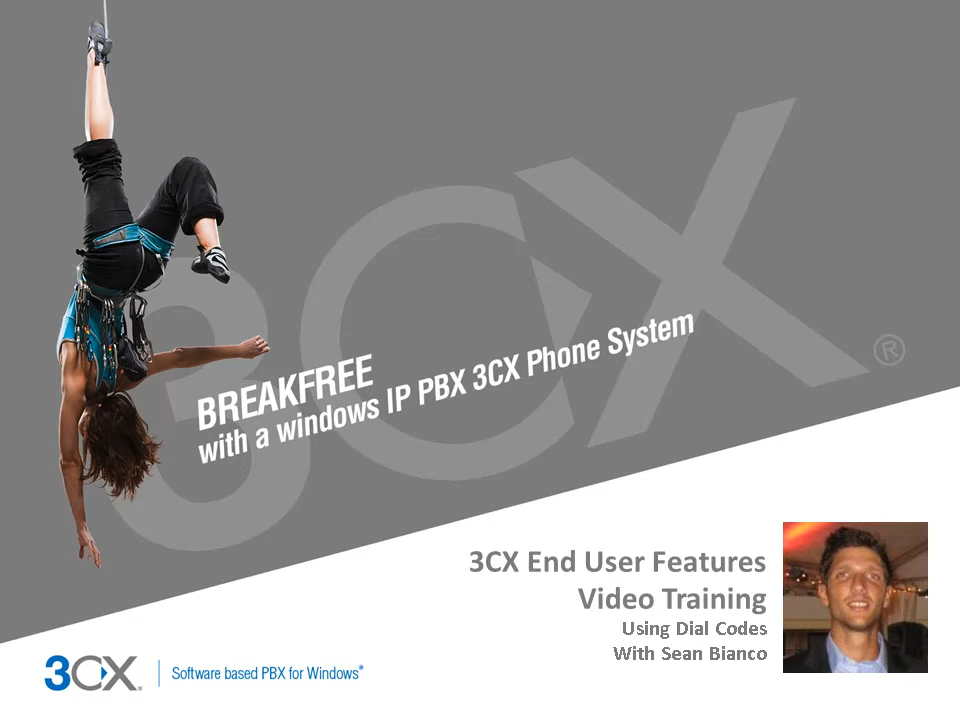 3CX ®
BREAKFREE
with a windows IP PBX 3CX Phone System
3CX End User Features
Video Training
Using Dial Codes
With Sean Bianco
3CX® Software based PBX for Windows®